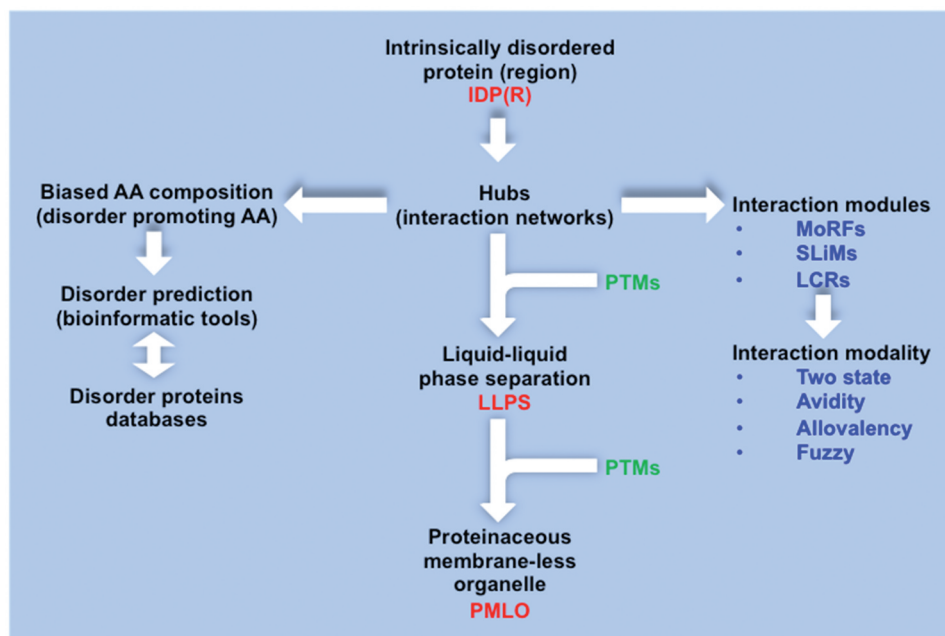 Intrinsically disordered
protein (region)
IDP(R)
Biased AA composition
(disorder promoting AA)
Hubs
(interaction networks)
Interaction modules
• MoRFs
• SLiMs
• LCRs
Disorder prediction
(bioinformatic tools)
PTMs
Liquid-liquid
phase separation
LLPS
Interaction modality
• Two state
• Avidity
• Allovalency
• Fuzzy
Disorder proteins
databases
PTMs
Proteinaceous
membrane-less
organelle
PMLO